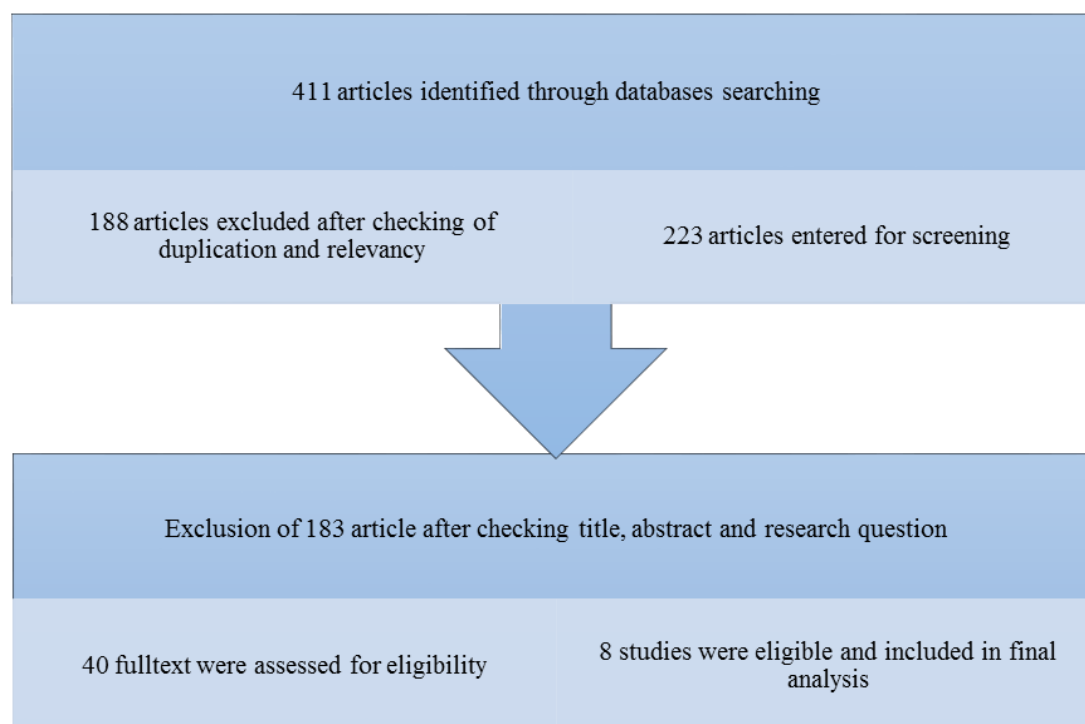 411 articles identified through databases searching
188 articles excluded after checking of
duplication and relevancy
223 articles entered for screening
Exclusion of 183 article after checking title, abstract and research question
40 fulltext were assessed for eligibility
8 studies were eligible and included in final
analysis